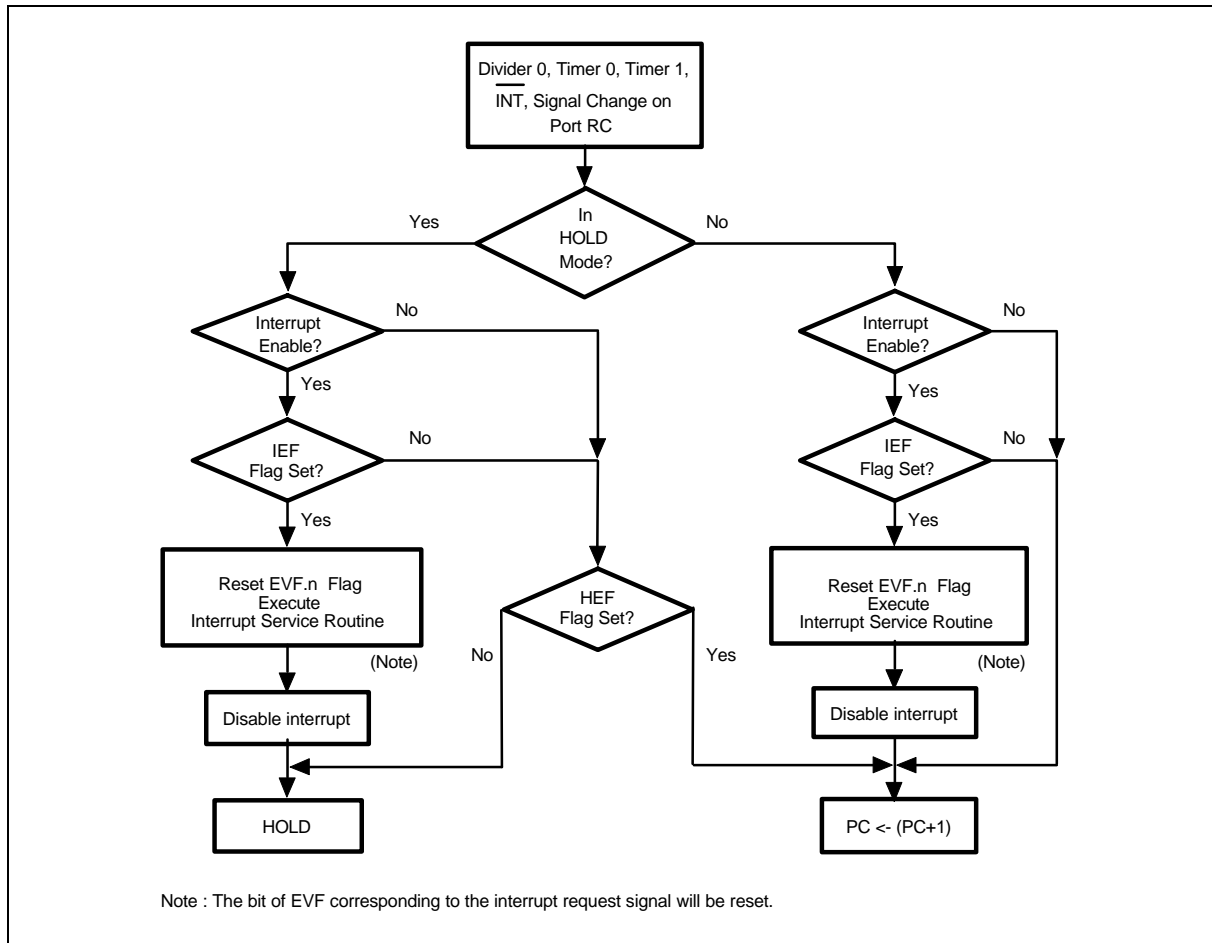 Divider 0, Timer 0, Timer 1,
INT, Signal Change on
Port RC
In
HOLD
Mode?
Yes
No
Interrupt
Enable?
No
Yes
IEF
Flag Set?
No
Yes
Reset EVF.n Flag
Execute
Interrupt Service Routine
(Note)
Disable interrupt
HOLD
HEF
Flag Set?
No
Yes
Interrupt
Enable?
No
Yes
IEF
Flag Set?
No
Yes
Reset EVF.n Flag
Execute
Interrupt Service Routine
(Note)
Disable interrupt
PC <- (PC+1)
Note : The bit of EVF corresponding to the interrupt request signal will be reset.